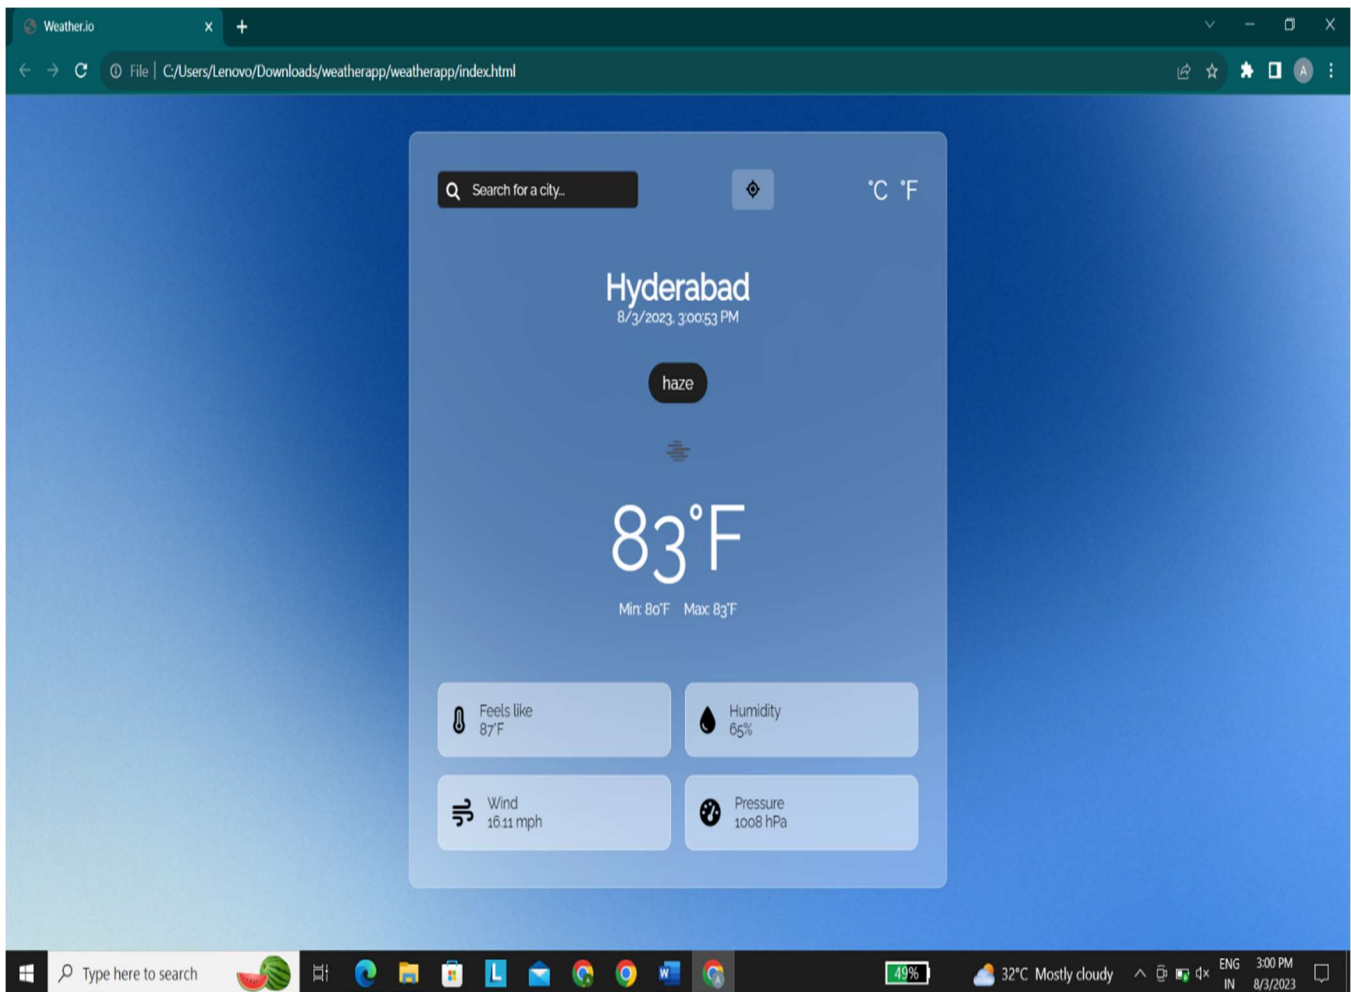 Weather.io
File C:/Users/Lenovo/Downloads/weatherapp/weatherapp/index.html
A
Search for a city...
°C °F
Hyderabad
8/3/2023, 3:00:53 PM
haze
83°F
Min: 80°F Max: 83°F
Feels like
87°F
Humidity
65%
Wind
16.11 mph
Pressure
1008 hPa
Type here to search
L
W
A
49%
32°C Mostly cloudy
ENG
IN
3:00 PM
8/3/2023